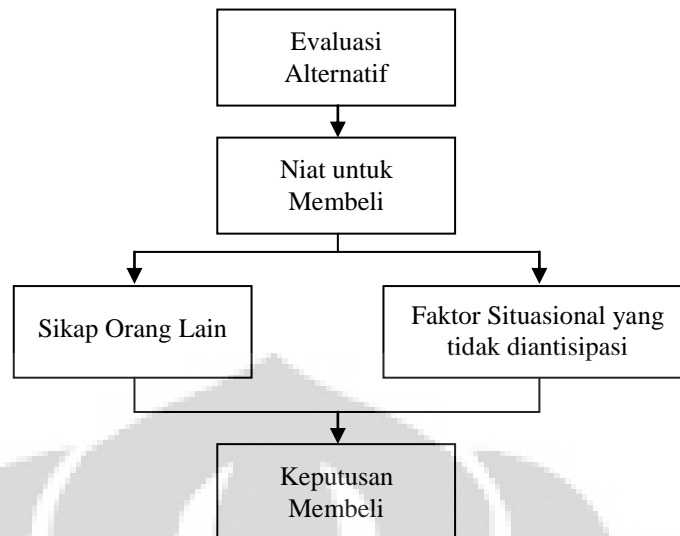 Evaluasi
Alternatif
Niat untuk
Membeli
Sikap Orang Lain
Faktor Situasional yang
tidak diantisipasi
Keputusan
Membeli